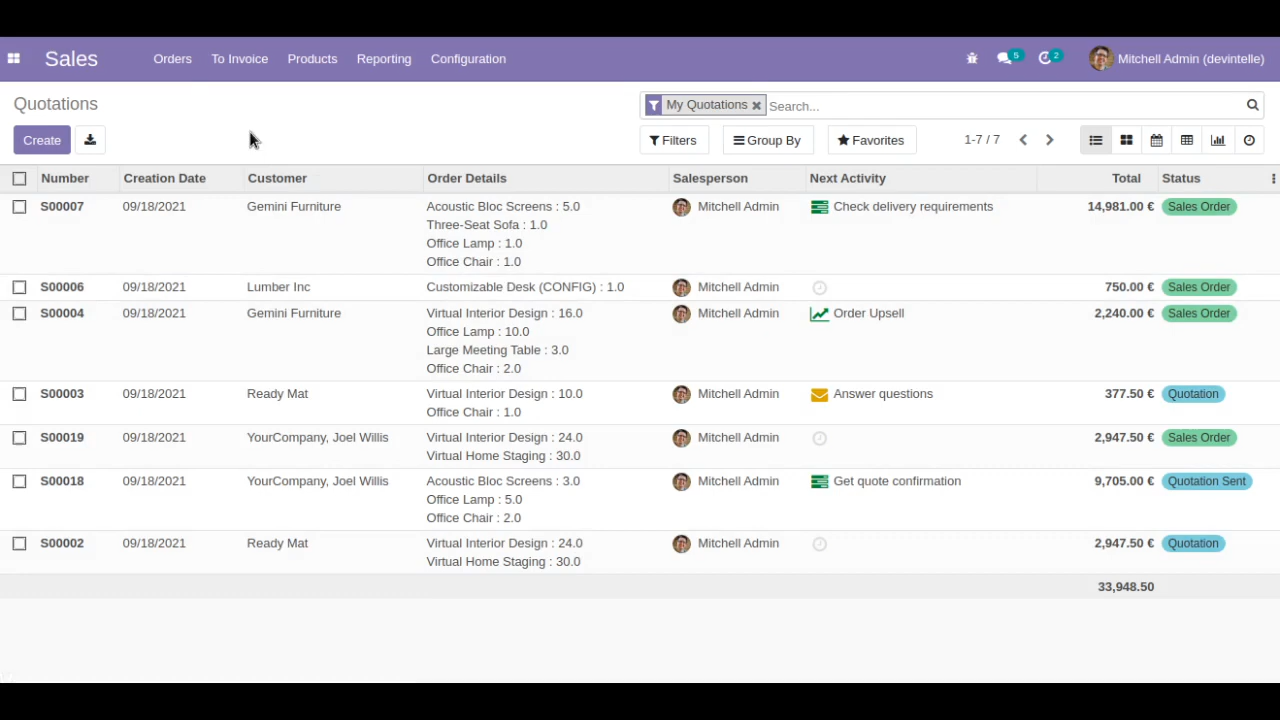 Sales Orders To Invoice Products Reporting Configuration 5 2 Mitchell Admin (devintelle)
Quotations My Quotations Search...
Create Filters Group By Favorites 1-7 / 7
Number Creation Date Customer Order Details Salesperson Next Activity Total Status
S00007 09/18/2021 Gemini Furniture Acoustic Bloc Screens : 5.0 Mitchell Admin Check delivery requirements 14,981.00 € Sales Order
Three-Seat Sofa : 1.0
Office Lamp : 1.0
Office Chair : 1.0
S00006 09/18/2021 Lumber Inc Customizable Desk (CONFIG) : 1.0 Mitchell Admin 750.00 € Sales Order
S00004 09/18/2021 Gemini Furniture Virtual Interior Design : 16.0 Mitchell Admin Order Upsell 2,240.00 € Sales Order
Office Lamp : 10.0
Large Meeting Table : 3.0
Office Chair : 2.0
S00003 09/18/2021 Ready Mat Virtual Interior Design : 10.0 Mitchell Admin Answer questions 377.50 € Quotation
Office Chair : 1.0
S00019 09/18/2021 YourCompany, Joel Willis Virtual Interior Design : 24.0 Mitchell Admin 2,947.50 € Sales Order
Virtual Home Staging : 30.0
S00018 09/18/2021 YourCompany, Joel Willis Acoustic Bloc Screens : 3.0 Mitchell Admin Get quote confirmation 9,705.00 € Quotation Sent
Office Lamp : 5.0
Office Chair : 2.0
S00002 09/18/2021 Ready Mat Virtual Interior Design : 24.0 Mitchell Admin 2,947.50 € Quotation
Virtual Home Staging : 30.0
33,948.50